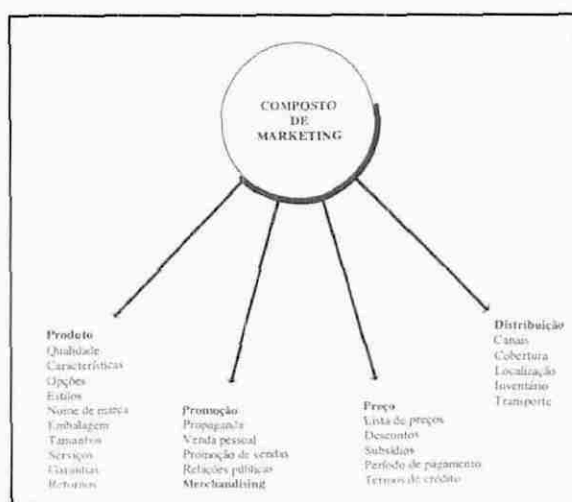 COMPOSTO
DE
MARKETING
Produto
Qualidade
Características
Opções
Estilos
Nome de marca
Embalagem
Tamanhos
Serviços
Garantias
Retornos
Promoção
Propaganda
Venda pessoal
Promoção de vendas
Relações públicas
Merchandising
Preço
Lista de preços
Descontos
Subsídios
Período de pagamento
Termos de crédito
Distribuição
Canais
Cobertura
Localização
Inventário
Transporte